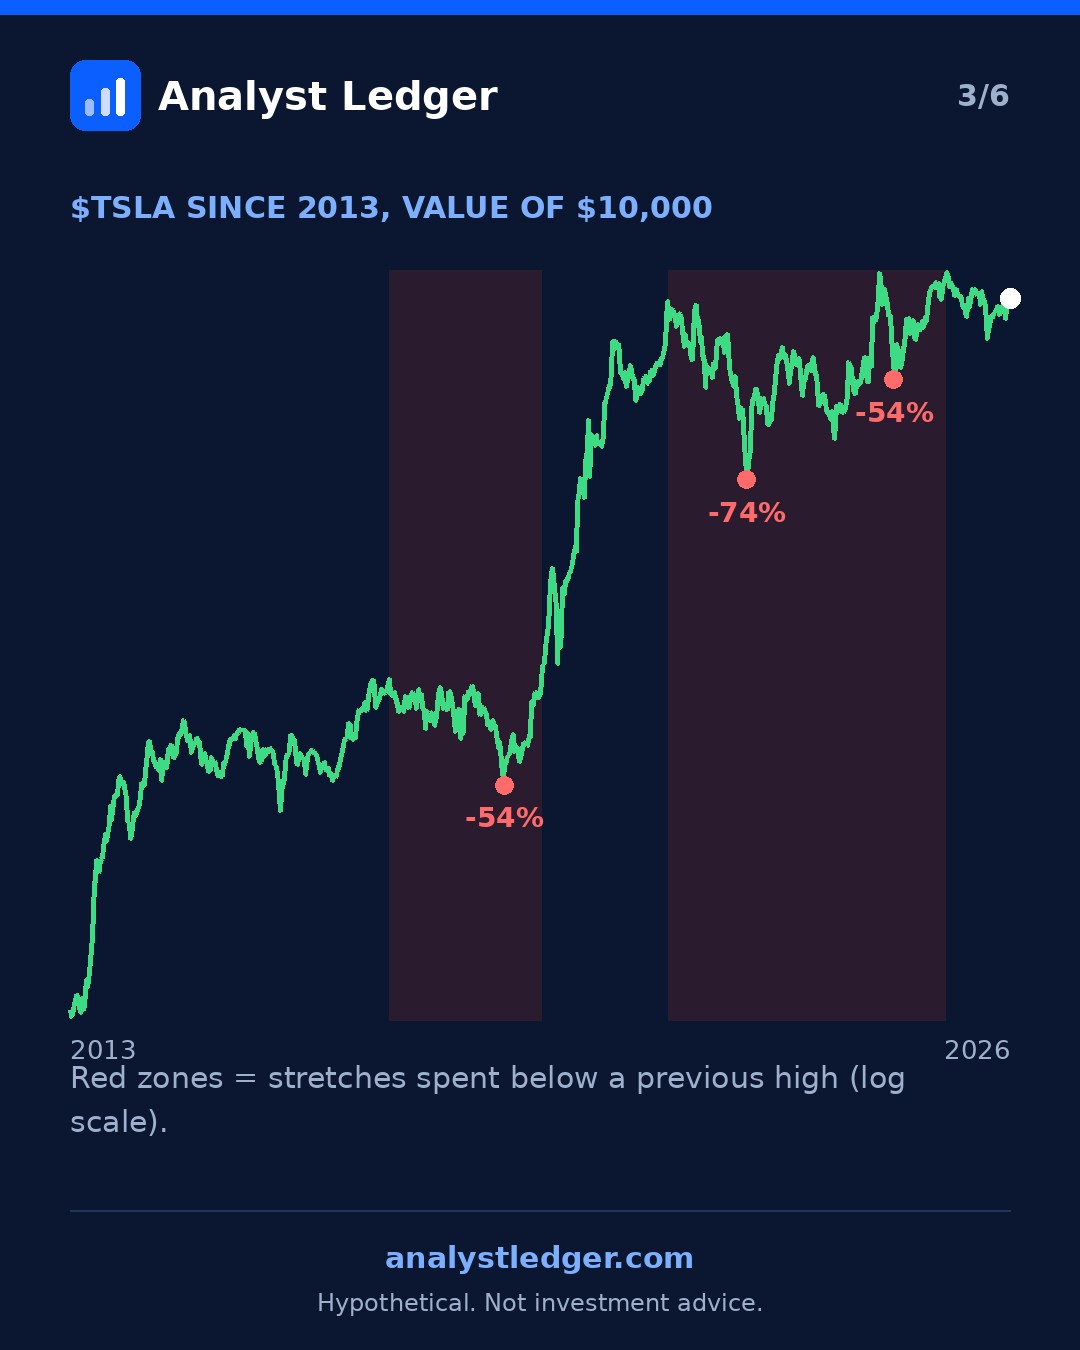 Analyst Ledger
3/6
$TSLA SINCE 2013, VALUE OF $10,000
-54%
-74%
-54%
2013
2026
Red zones = stretches spent below a previous high (log
scale).
analystledger.com
Hypothetical. Not investment advice.